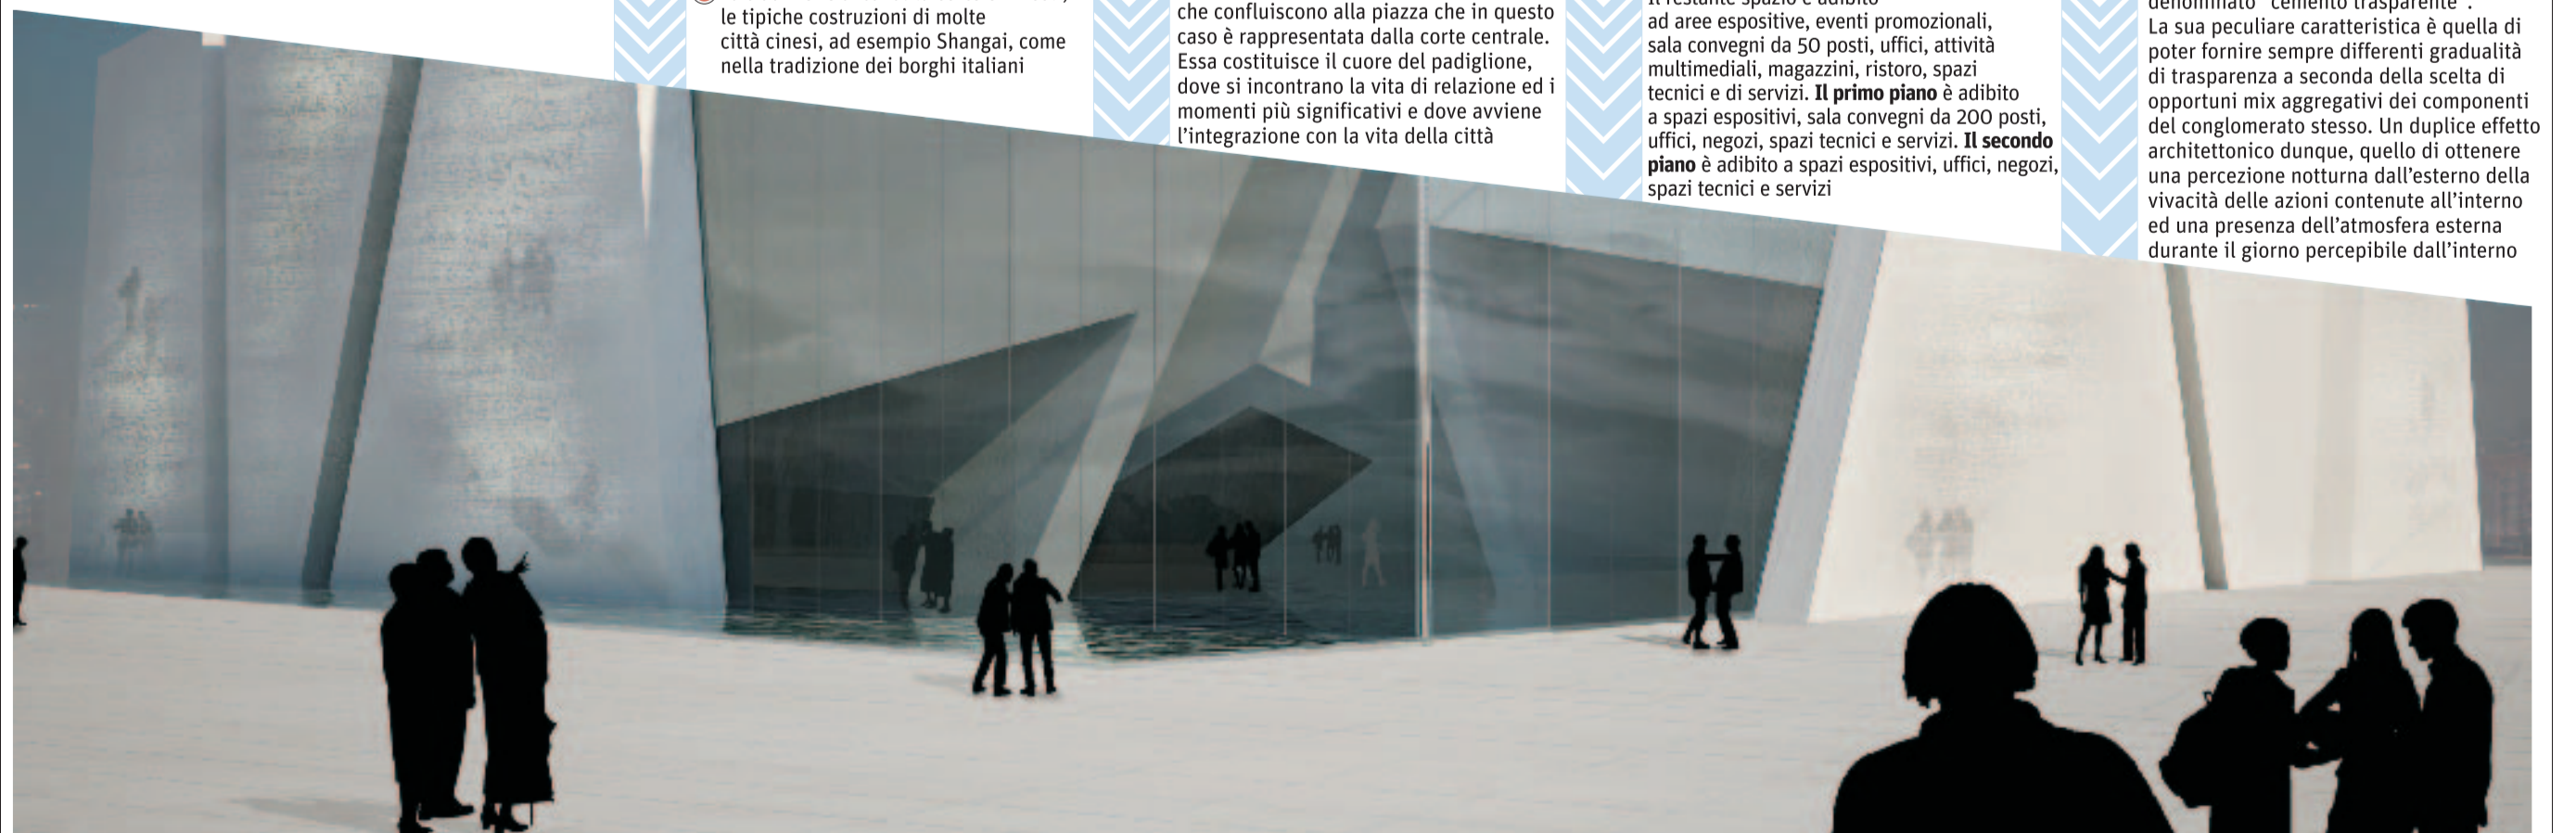 le tipiche costruzioni di molte
città cinesi, ad esempio Shangai, come
nella tradizione dei borghi italiani
che confluiscono alla piazza che in questo
caso è rappresentata dalla corte centrale.
Essa costituisce il cuore del padiglione,
dove si incontrano la vita di relazione ed i
momenti più significativi e dove avviene
l'integrazione con la vita della città
Il restante spazio è adibito
ad aree espositive, eventi promozionali,
sala convegni da 50 posti, uffici, attività
multimediali, magazzini, ristoro, spazi
tecnici e di servizi. Il primo piano è adibito
a spazi espositivi, sala convegni da 200 posti,
uffici, negozi, spazi tecnici e servizi. Il secondo
piano è adibito a spazi espositivi, uffici, negozi,
spazi tecnici e servizi
denominato "cemento trasparente".
La sua peculiare caratteristica è quella di
poter fornire sempre differenti gradualità
di trasparenza a seconda della scelta di
opportuni mix aggregativi dei componenti
del conglomerato stesso. Un duplice effetto
architettonico dunque, quello di ottenere
una percezione notturna dall'esterno della
vivacità delle azioni contenute all'interno
ed una presenza dell'atmosfera esterna
durante il giorno percepibile dall'interno